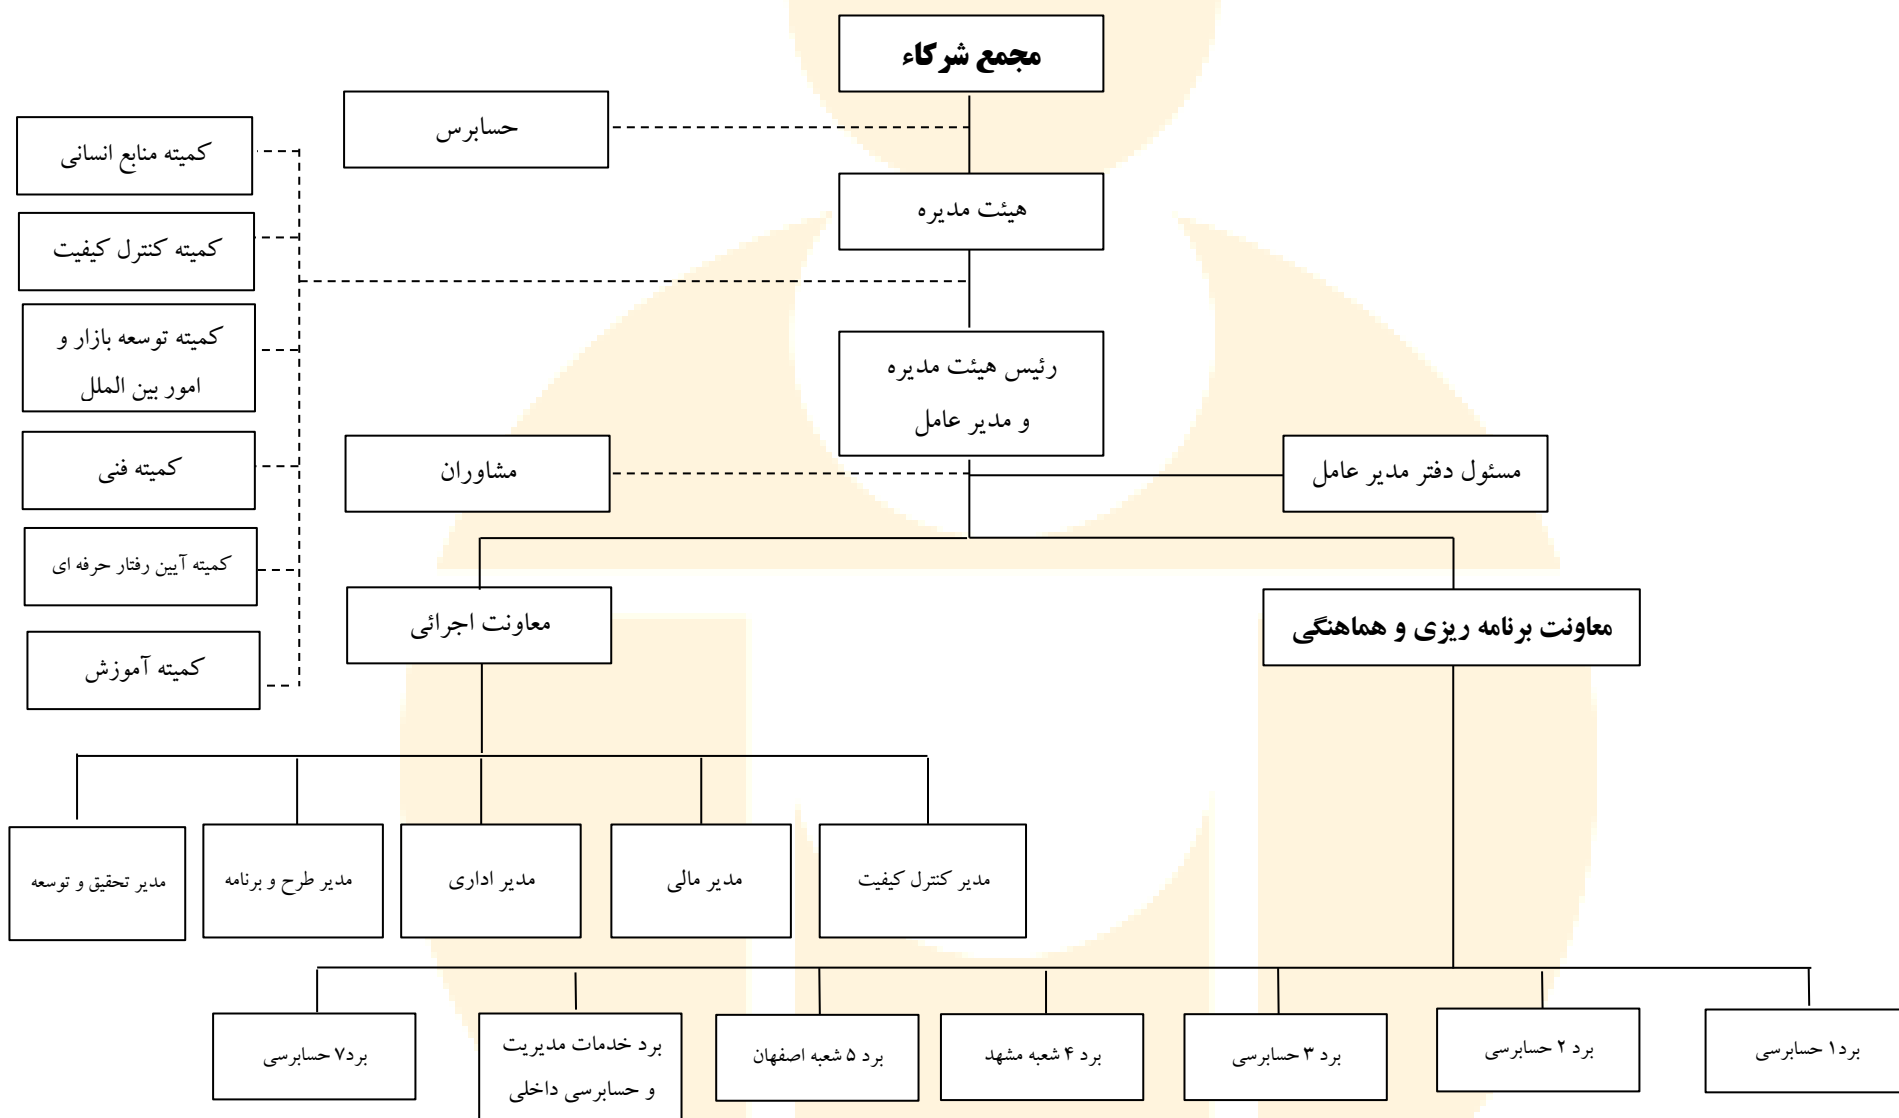 مجمع شرکاء
حسابرس
کمیته منابع انسانی
هیئت مدیره
کمیته کنترل کیفیت
کمیته توسعه بازار و
امور بین الملل
رئیس هیئت مدیره
و مدیر عامل
مسئول دفتر مدیر عامل
مشاوران
کمیته فنی
کمیته آیین رفتار حرفه ای
معاونت برنامه ریزی و هماهنگی
معاونت اجرائی
کمیته آموزش
مدیر کنترل کیفیت
مدیر مالی
مدیر اداری
مدیر طرح و برنامه
مدیر تحقیق و توسعه
برد۱ حسابرسی
برد ۲ حسابرسی
برد ۳ حسابرسی
برد ۴ شعبه مشهد
برد ۵ شعبه اصفهان
برد خدمات مدیریت
و حسابرسی داخلی
برد۷ حسابرسی